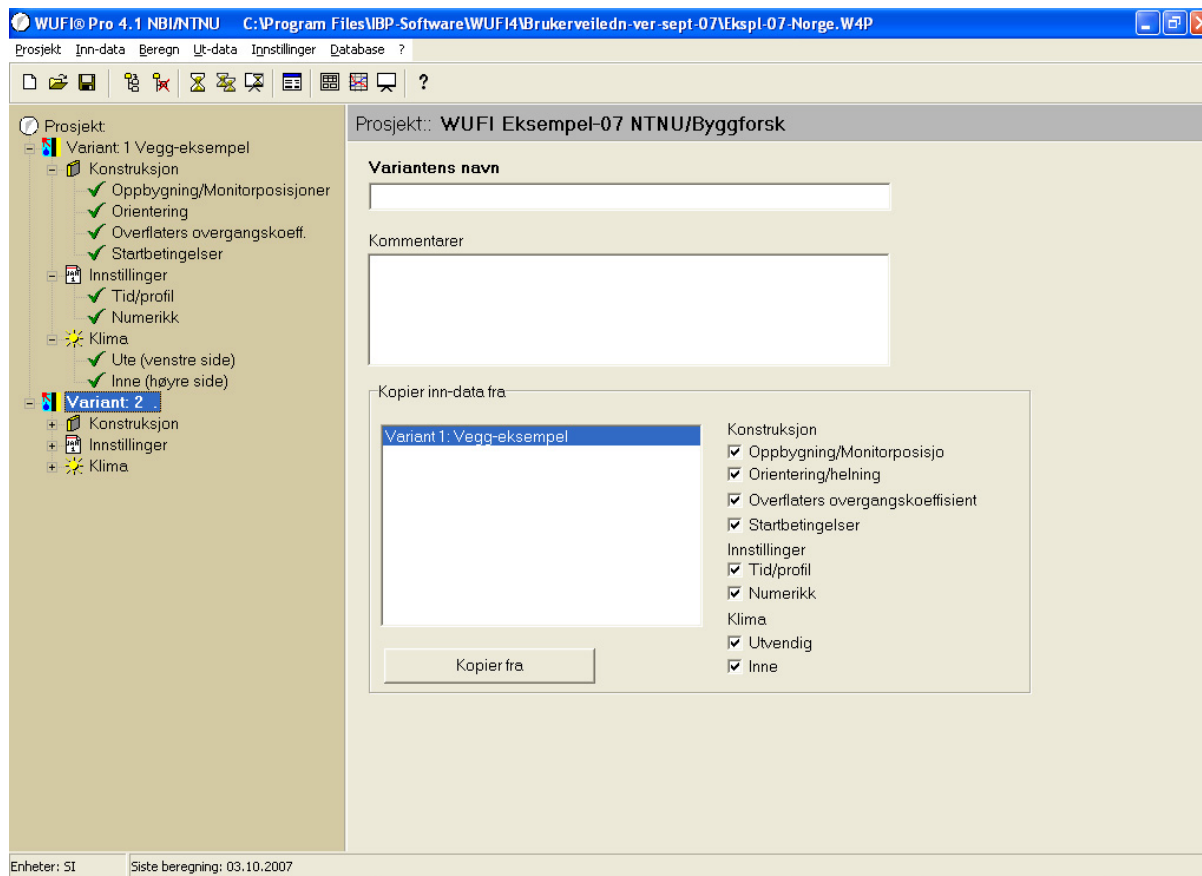 WUFI® Pro 4.1 NBI/NTNU C:\Program Files\IBP-Software\WUFI4\Brukerveiledn-ver-sept-07\Ekspl-07-Norge.W4P
Prosjekt Inn-data Beregn Ut-data Innstillinger Database ?
?
Prosjekt:
Variant: 1 Vegg-eksempel
Konstruksjon
Oppbygning/Monitorposisjoner
Orientering
Overflaters overgangskoeff.
Startbetingelser
Innstillinger
Tid/profil
Numerikk
Klima
Ute (venstre side)
Inne (høyre side)
Variant: 2 .
Konstruksjon
Innstillinger
Klima
Prosjekt:: WUFI Eksempel-07 NTNU/Byggforsk
Variantens navn
Kommentarer
Kopier inn-data fra
Variant 1: Vegg-eksempel
Kopier fra
Konstruksjon
Oppbygning/Monitorposisjo
Orientering/helning
Overflaters overgangskoeffisient
Startbetingelser
Innstillinger
Tid/profil
Numerikk
Klima
Utvendig
Inne
Enheter: SI Siste beregning: 03.10.2007